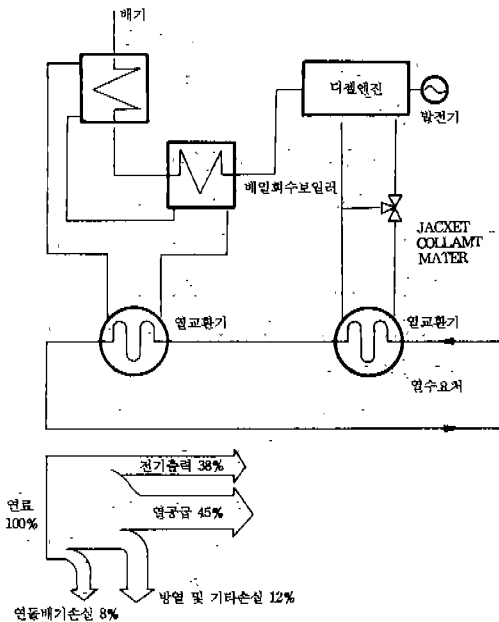 배기
디젤엔진
발전기
배열회수보일러
JACXET
COLLAMT
MATER
열교환기
열교환기
열수요처
전기출력 38%
연료
100%
열공급 45%
방열 및 기타손실 12%
연돌배기손실 8%